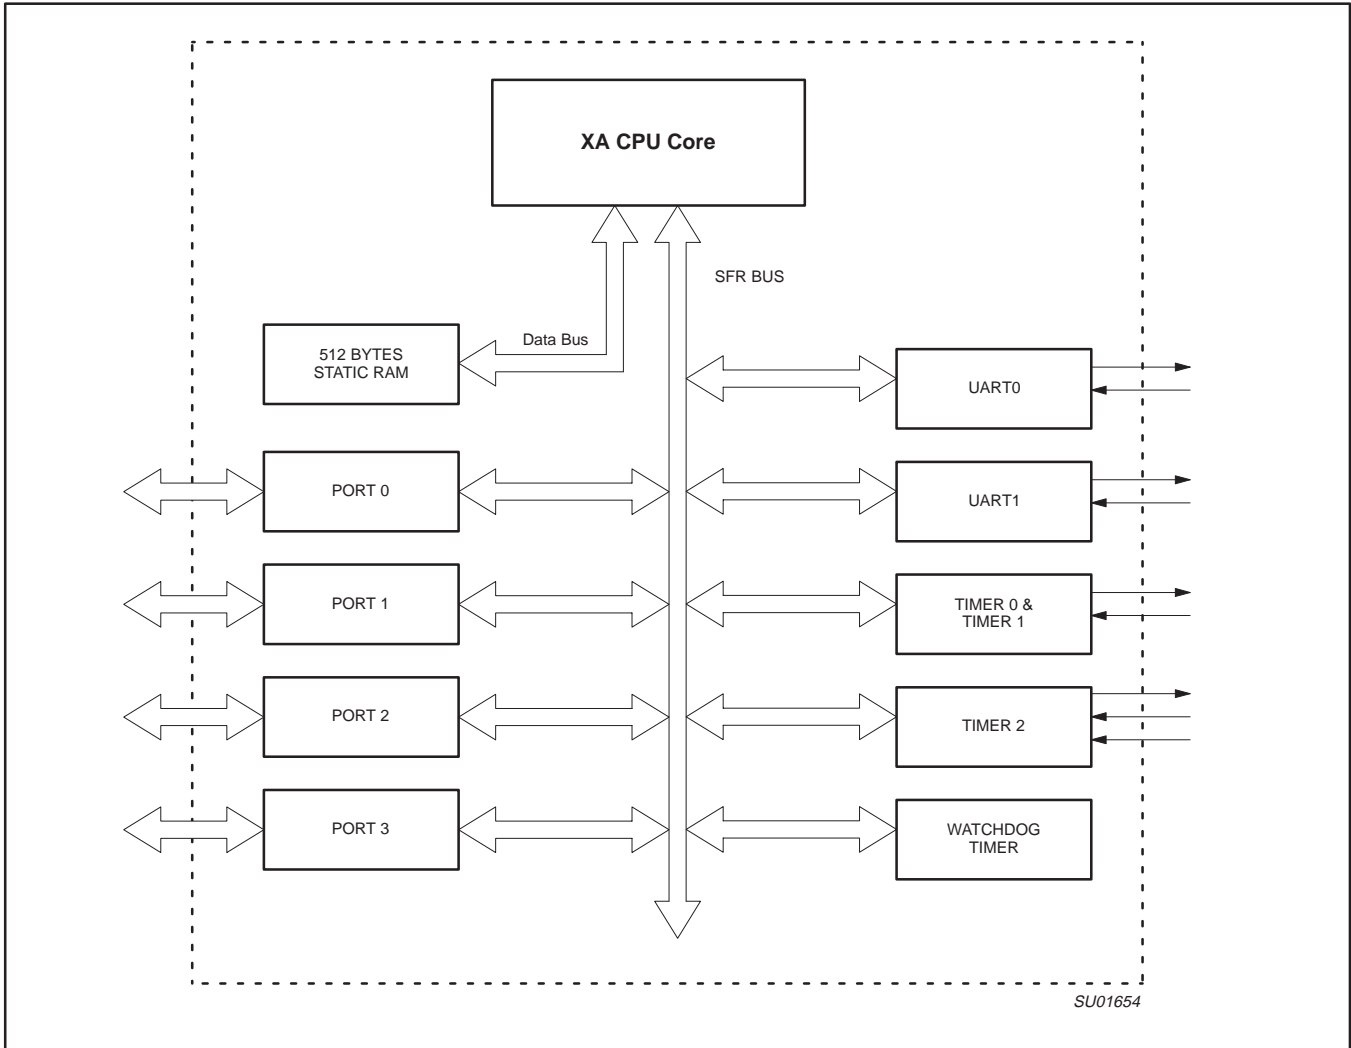 XA CPU Core
SFR BUS
Data Bus
512 BYTES
STATIC RAM
UART0
PORT 0
UART1
PORT 1
TIMER 0 &
TIMER 1
PORT 2
TIMER 2
PORT 3
WATCHDOG
TIMER
SU01654